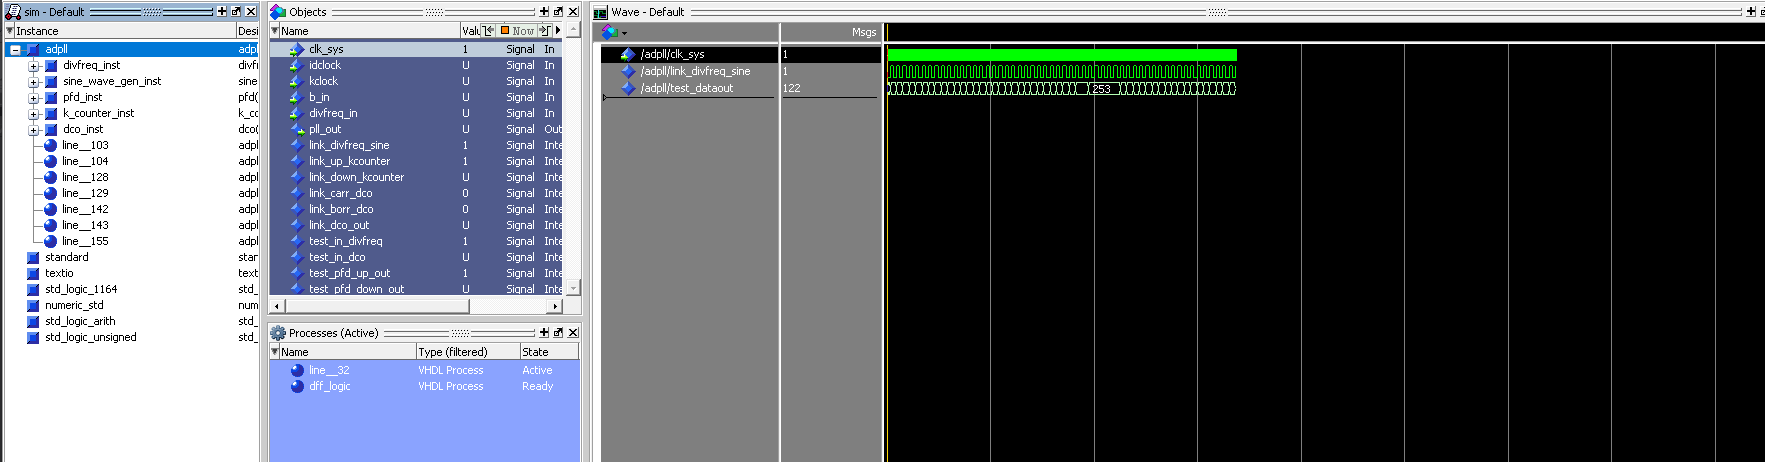 sim - Default
Instance Desi
adpll adpl
divfreq_inst divfr
sine_wave_gen_inst sine
pfd_inst pfd(
k_counter_inst k_co
dco_inst dco(
line__103 adpl
line__104 adpl
line__128 adpl
line__129 adpl
line__142 adpl
line__143 adpl
line__155 adpl
standard star
textio text
std_logic_1164 std_
numeric_std num
std_logic_arith std_
std_logic_unsigned std_
Objects
Name Valu Now
clk_sys 1 Signal In
idclock U Signal In
kclock U Signal In
b_in U Signal In
divfreq_in U Signal In
pll_out U Signal Out
link_divfreq_sine 1 Signal Inte
link_up_kcounter 1 Signal Inte
link_down_kcounter U Signal Inte
link_carr_dco 0 Signal Inte
link_borr_dco 0 Signal Inte
link_dco_out U Signal Inte
test_in_divfreq 1 Signal Inte
test_in_dco U Signal Inte
test_pfd_up_out 1 Signal Inte
test_pfd_down_out U Signal Inte
Processes (Active)
Name Type (filtered) State
line__32 VHDL Process Active
dff_logic VHDL Process Ready
Wave - Default
Msgs
/adpll/clk_sys 1
/adpll/link_divfreq_sine 1
/adpll/test_dataout 122 253